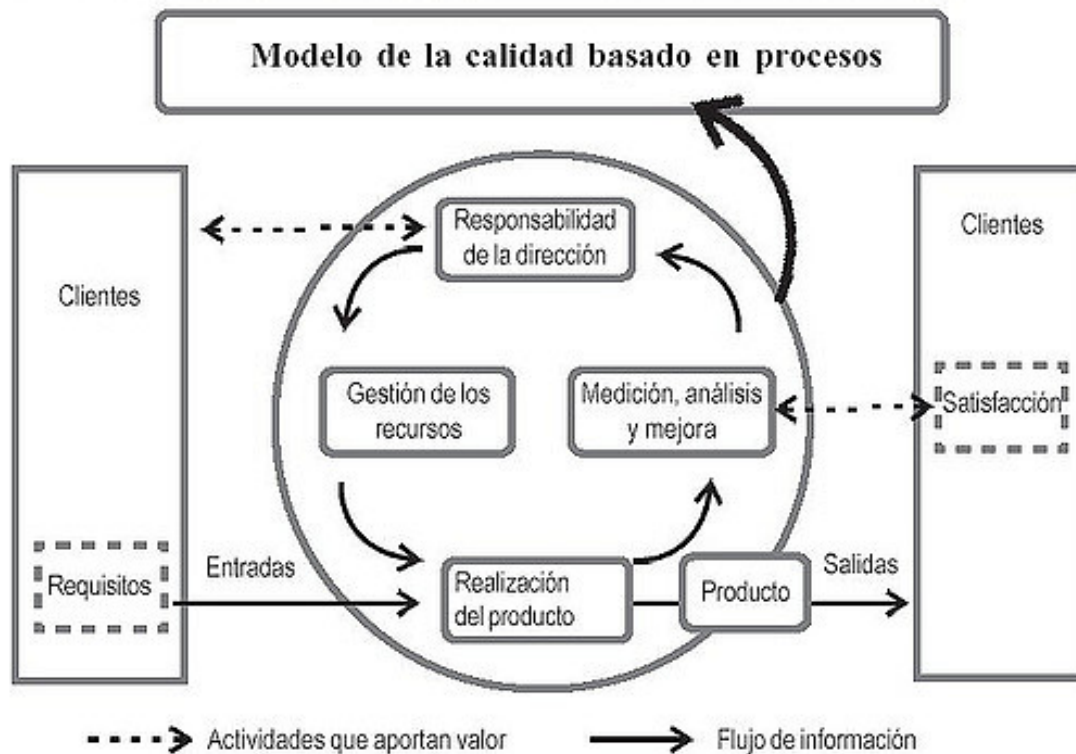 Modelo de la calidad basado en procesos
Clientes
Requisitos
Entradas
Responsabilidad
de la dirección
Gestión de los
recursos
Medición, análisis
y mejora
Realización
del producto
Producto
Salidas
Clientes
Satisfacción
Actividades que aportan valor
Flujo de información